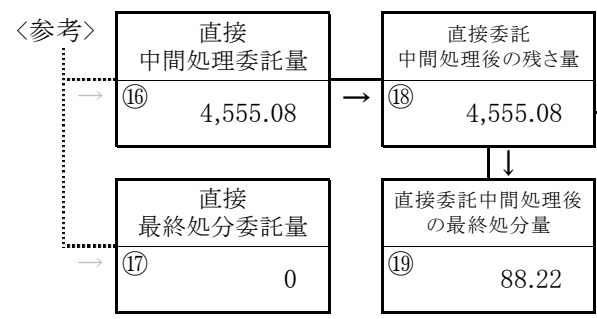 〈参考〉
直接
中間処理委託量
→
⑯
4,555.08
→
直接委託
中間処理後の残さ量
⑱
4,555.08
↓
直接
最終処分委託量
→
⑰
0
直接委託中間処理後
の最終処分量
⑲
88.22